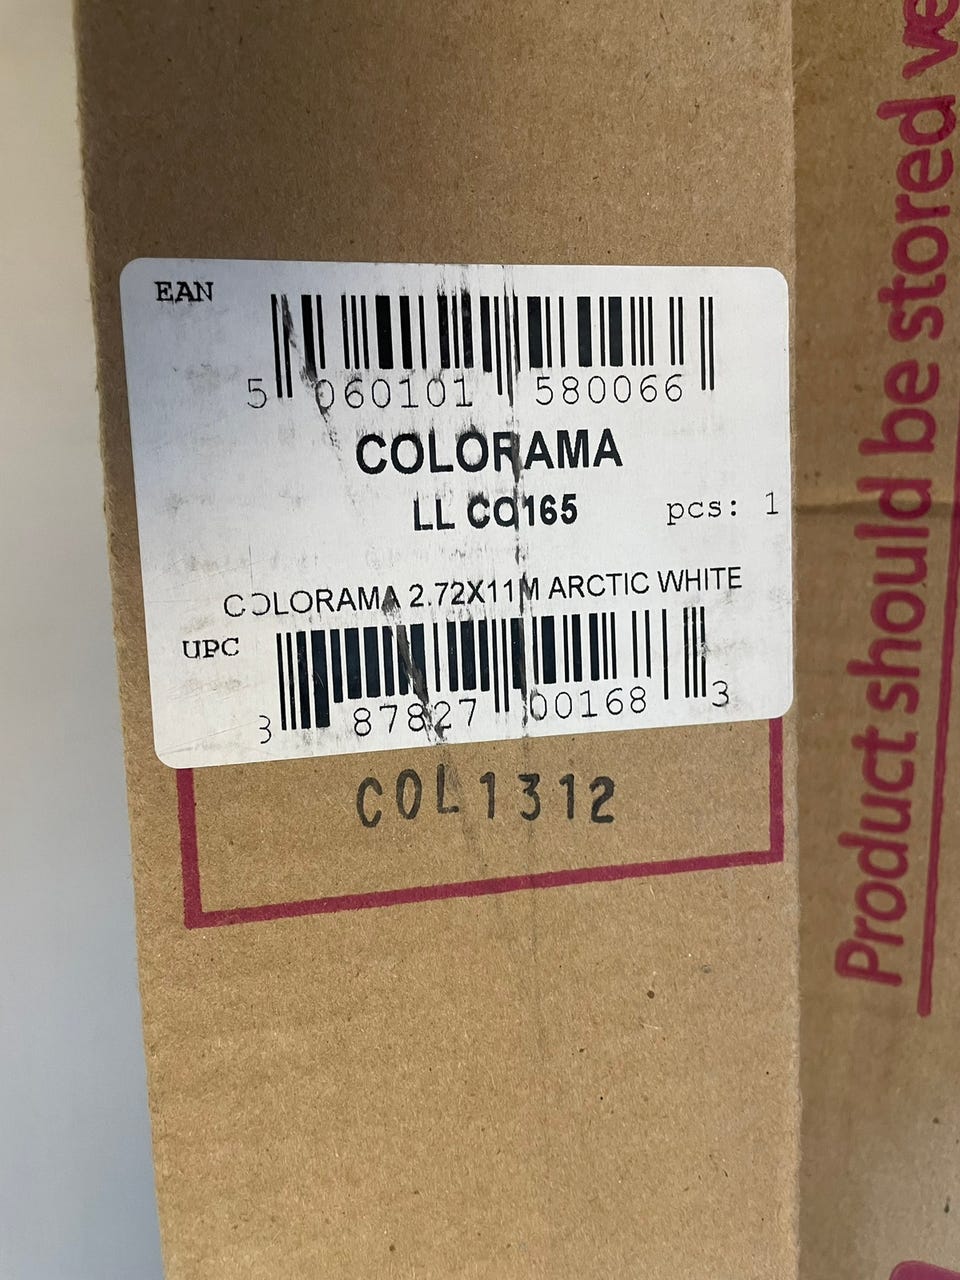 EAN
5 060101 580066
COLORAMA
LL CO165
pcs: 1
COLORAMA 2.72X11M ARCTIC WHITE
UPC
3 87827 00168 3
COL1312
Product should be stored